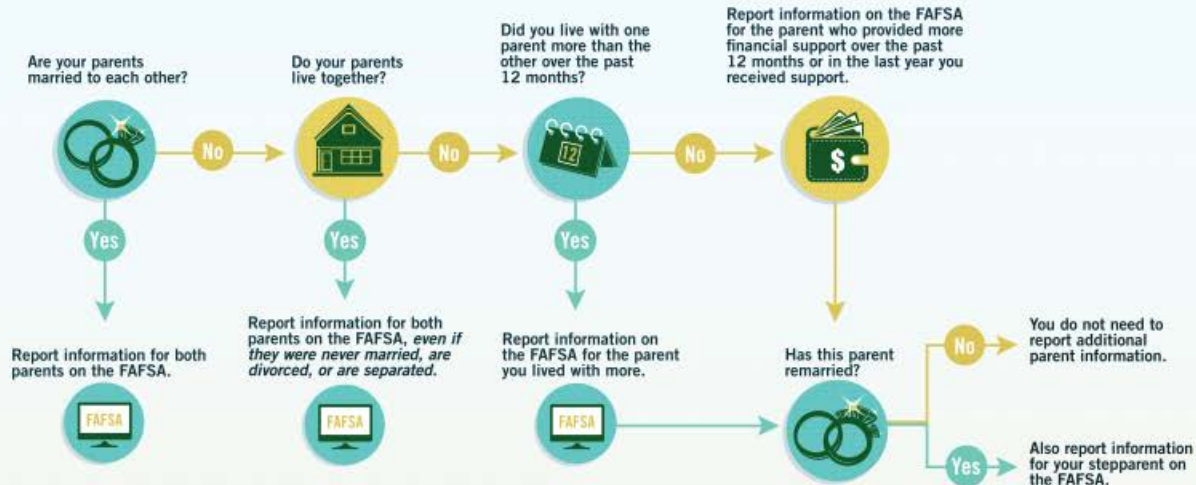 Are your parents
married to each other?
No
Yes
Report information for both
parents on the FAFSA.
FAFSA
Do your parents
live together?
No
Yes
Report information for both
parents on the FAFSA, even if
they were never married, are
divorced, or are separated.
FAFSA
Did you live with one
parent more than the
other over the past
12 months?
12
No
Yes
Report information on
the FAFSA for the parent
you lived with more.
FAFSA
Report information on the FAFSA
for the parent who provided more
financial support over the past
12 months or in the last year you
received support.
$
Has this parent
remarried?
No
You do not need to
report additional
parent information.
Yes
Also report information
for your stepparent on
the FAFSA.